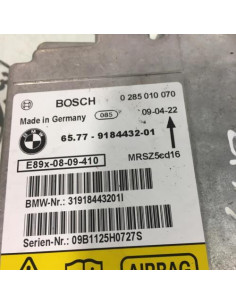 BOSCH 0 285 010 070
Made in Germany 085 09-04-22
65.77 - 9184432-01
E89x-08-09-410 MRSZ5ed16
BMW-Nr.: 31918443201I
Serien-Nr.: 09B1125H0727S
AIRBAG